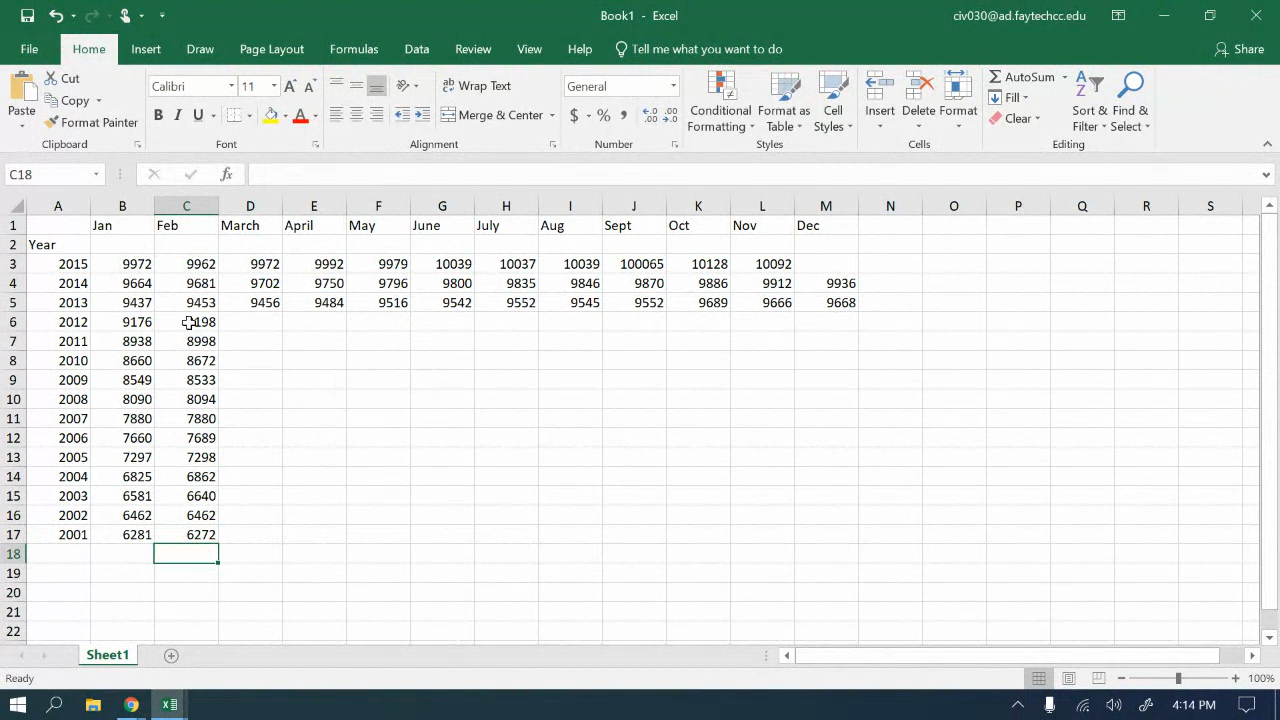 Book1 - Excel
civ030@ad.faytechcc.edu
File Home Insert Draw Page Layout Formulas Data Review View Help Tell me what you want to do Share
Paste
Cut
Copy
Format Painter
Clipboard
Calibri 11
B I U
Font
Wrap Text
Merge & Center
Alignment
General
$ % ,
Number
Conditional Formatting
Format as Table
Cell Styles
Styles
Insert
Delete
Format
Cells
AutoSum
Fill
Clear
Sort & Filter
Find & Select
Editing
C18 fx
A B C D E F G H I J K L M N O P Q R S
1 Jan Feb March April May June July Aug Sept Oct Nov Dec
2 Year
3 2015 9972 9962 9972 9992 9979 10039 10037 10039 100065 10128 10092
4 2014 9664 9681 9702 9750 9796 9800 9835 9846 9870 9886 9912 9936
5 2013 9437 9453 9456 9484 9516 9542 9552 9545 9552 9689 9666 9668
6 2012 9176 198
7 2011 8938 8998
8 2010 8660 8672
9 2009 8549 8533
10 2008 8090 8094
11 2007 7880 7880
12 2006 7660 7689
13 2005 7297 7298
14 2004 6825 6862
15 2003 6581 6640
16 2002 6462 6462
17 2001 6281 6272
18
19
20
21
22
Sheet1
Ready
100%
4:14 PM